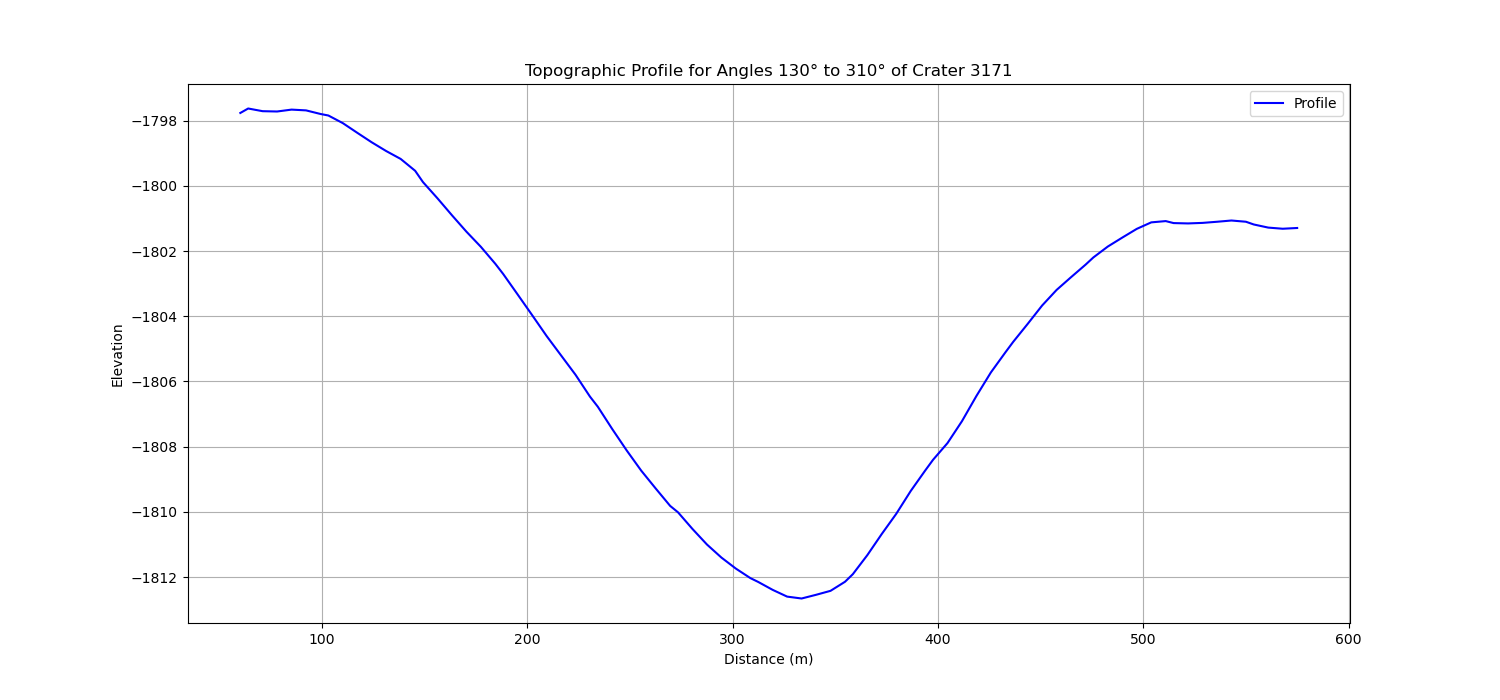 Topographic Profile for Angles 130° to 310° of Crater 3171
Profile
−1798
−1800
−1802
−1804
−1806
−1808
−1810
−1812
Elevation
100 200 300 400 500 600
Distance (m)